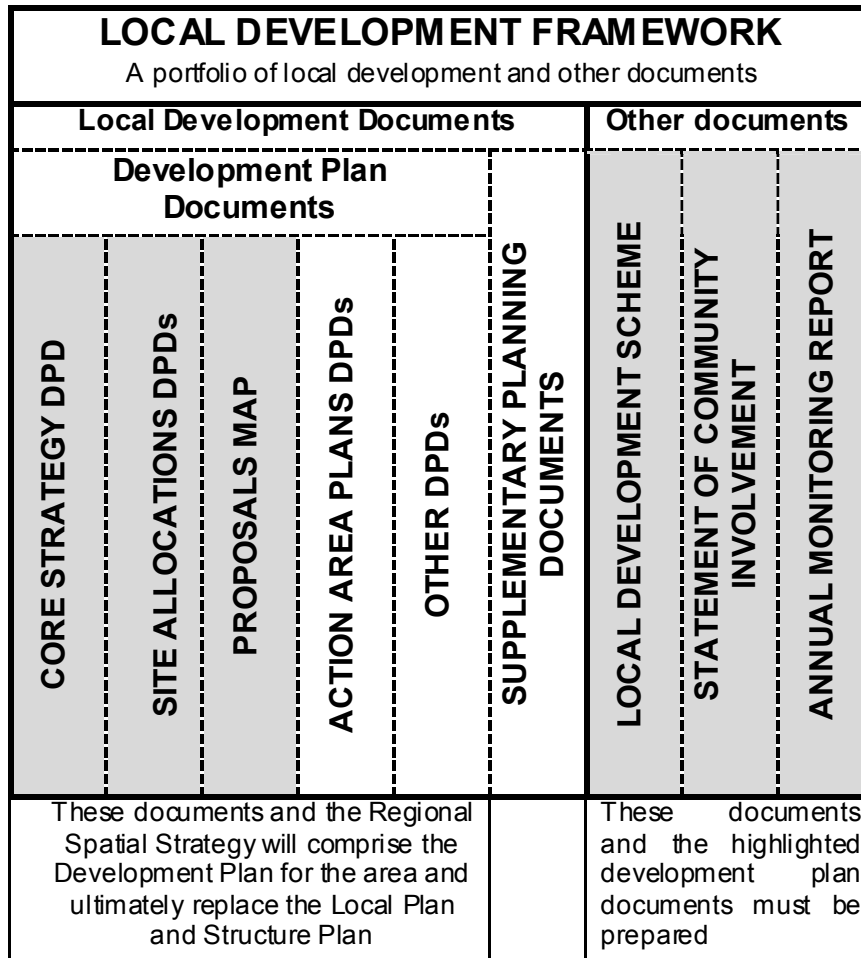 LOCAL DEVELOPMENT FRAMEWORK
A portfolio of local development and other documents
Local Development Documents
Other documents
Development Plan
Documents
CORE STRATEGY DPD
SITE ALLOCATIONS DPDs
PROPOSALS MAP
ACTION AREA PLANS DPDs
OTHER DPDs
SUPPLEMENTARY PLANNING
DOCUMENTS
LOCAL DEVELOPMENT SCHEME
STATEMENT OF COMMUNITY
INVOLVEMENT
ANNUAL MONITORING REPORT
These documents and the Regional
Spatial Strategy will comprise the
Development Plan for the area and
ultimately replace the Local Plan
and Structure Plan
These documents
and the highlighted
development plan
documents must be
prepared